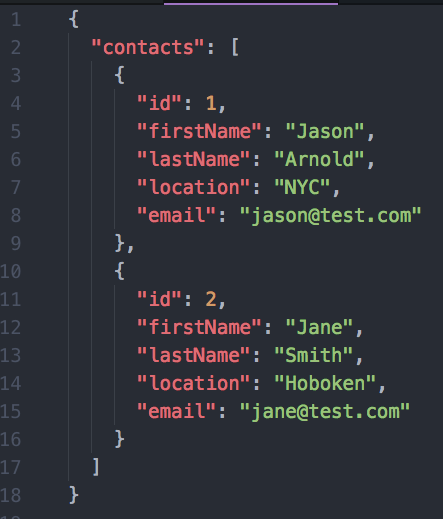 1 {
2   "contacts": [
3     {
4       "id": 1,
5       "firstName": "Jason",
6       "lastName": "Arnold",
7       "location": "NYC",
8       "email": "jason@test.com"
9     },
10     {
11       "id": 2,
12       "firstName": "Jane",
13       "lastName": "Smith",
14       "location": "Hoboken",
15       "email": "jane@test.com"
16     }
17   ]
18 }